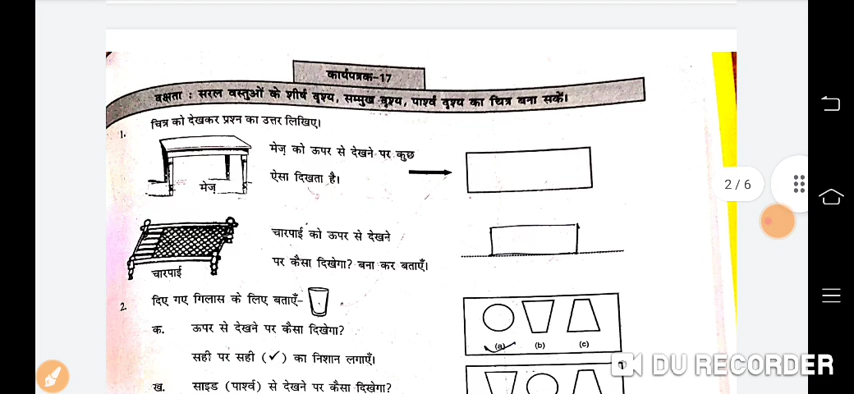 कार्यपत्रक-17
दक्षता : सरल वस्तुओं के शीर्ष दृश्य, सम्मुख दृश्य, पार्श्व दृश्य का चित्र बना सकें।
1. चित्र को देखकर प्रश्न का उत्तर लिखिए।
मेज़ को ऊपर से देखने पर कुछ
ऐसा दिखता है।
मेज़
2 / 6
चारपाई को ऊपर से देखने
पर कैसा दिखेगा? बना कर बताएँ।
चारपाई
2. दिए गए गिलास के लिए बताएँ-
क. ऊपर से देखने पर कैसा दिखेगा?
(a) (b) (c)
सही पर सही (✓) का निशान लगाएँ।
ख. साइड (पार्श्व) से देखने पर कैसा दिखेगा?
DU RECORDER